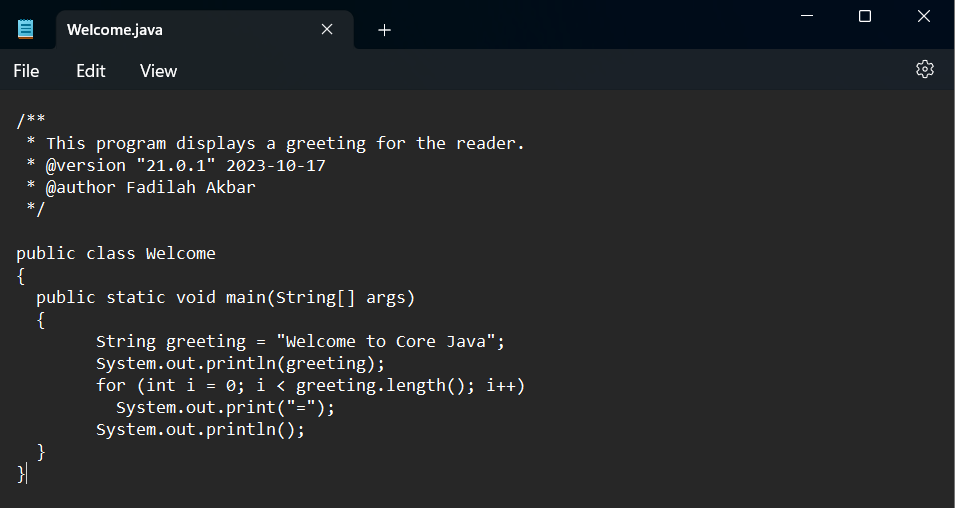 Welcome.java
File Edit View
/**
 * This program displays a greeting for the reader.
 * @version "21.0.1" 2023-10-17
 * @author Fadilah Akbar
 */
public class Welcome
{
  public static void main(String[] args)
  {
        String greeting = "Welcome to Core Java";
        System.out.println(greeting);
        for (int i = 0; i < greeting.length(); i++)
          System.out.print("=");
        System.out.println();
  }
}